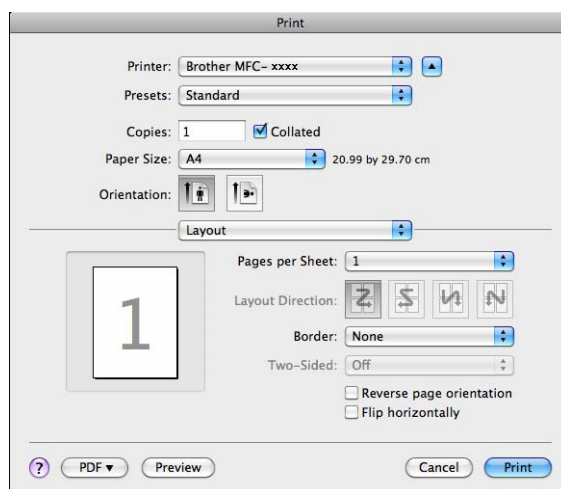 Print
Printer: Brother MFC- xxxx
Presets: Standard
Copies: 1 Collated
Paper Size: A4 20.99 by 29.70 cm
Orientation:
Layout
Pages per Sheet: 1
Layout Direction:
Border: None
Two-Sided: Off
Reverse page orientation
Flip horizontally
1
? PDF▼ Preview Cancel Print